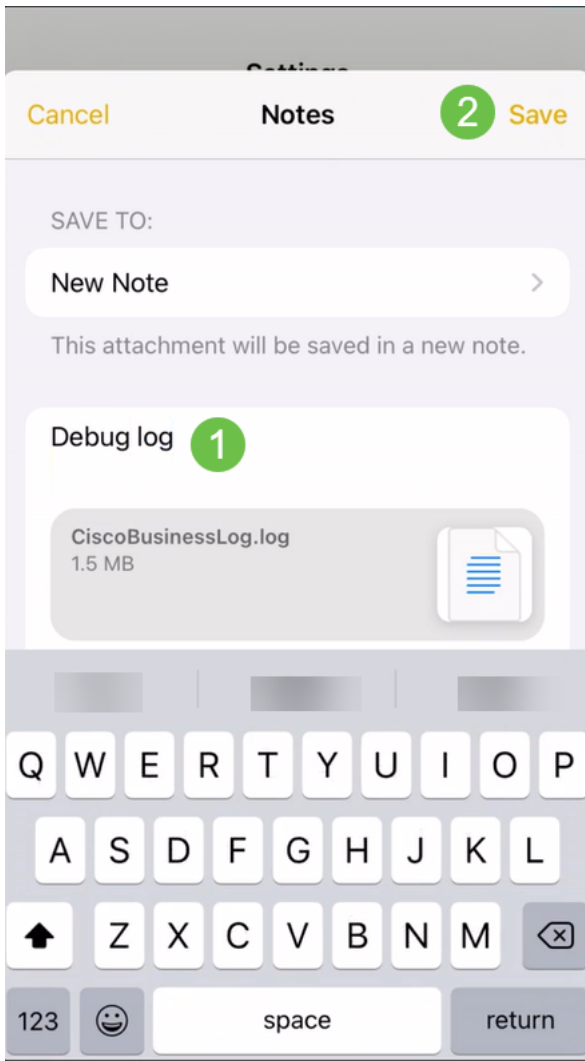 Cancel
Notes
2
Save
SAVE TO:
New Note
This attachment will be saved in a new note.
Debug log
1
CiscoBusinessLog.log
1.5 MB
Q W E R T Y U I O P
A S D F G H J K L
Z X C V B N M
123
space
return